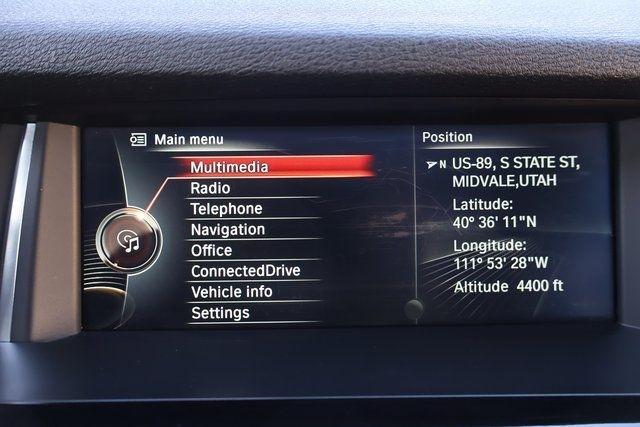 Main menu
Multimedia
Radio
Telephone
Navigation
Office
ConnectedDrive
Vehicle info
Settings
Position
N US-89, S STATE ST,
MIDVALE,UTAH
Latitude:
40° 36' 11"N
Longitude:
111° 53' 28"W
Altitude 4400 ft